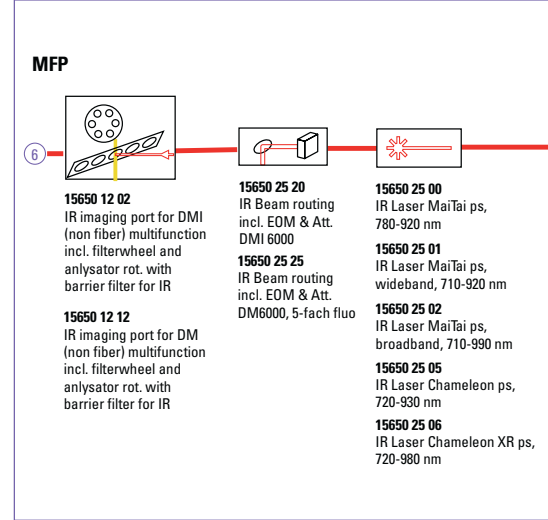 MFP
6
15650 12 02
IR imaging port for DMI
(non fiber) multifunction
incl. filterwheel and
anlysator rot. with
barrier filter for IR
15650 12 12
IR imaging port for DM
(non fiber) multifunction
incl. filterwheel and
anlysator rot. with
barrier filter for IR
15650 25 20
IR Beam routing
incl. EOM & Att.
DMI 6000
15650 25 25
IR Beam routing
incl. EOM & Att.
DM6000, 5-fach fluo
15650 25 00
IR Laser MaiTai ps,
780-920 nm
15650 25 01
IR Laser MaiTai ps,
wideband, 710-920 nm
15650 25 02
IR Laser MaiTai ps,
broadband, 710-990 nm
15650 25 05
IR Laser Chameleon ps,
720-930 nm
15650 25 06
IR Laser Chameleon XR ps,
720-980 nm